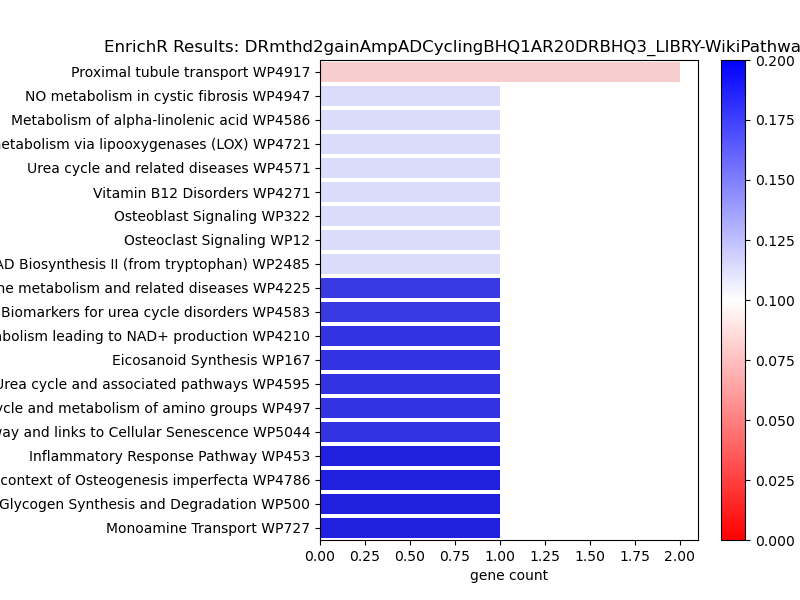 EnrichR Results: DRmthd2gainAmpADCyclingBHQ1AR20DRBHQ3_LIBRY-WikiPathwa
Proximal tubule transport WP4917
NO metabolism in cystic fibrosis WP4947
Metabolism of alpha-linolenic acid WP4586
etabolism via lipooxygenases (LOX) WP4721
Urea cycle and related diseases WP4571
Vitamin B12 Disorders WP4271
Osteoblast Signaling WP322
Osteoclast Signaling WP12
AD Biosynthesis II (from tryptophan) WP2485
ne metabolism and related diseases WP4225
Biomarkers for urea cycle disorders WP4583
bolism leading to NAD+ production WP4210
Eicosanoid Synthesis WP167
Urea cycle and associated pathways WP4595
ycle and metabolism of amino groups WP497
way and links to Cellular Senescence WP5044
Inflammatory Response Pathway WP453
context of Osteogenesis imperfecta WP4786
Glycogen Synthesis and Degradation WP500
Monoamine Transport WP727
0.00 0.25 0.50 0.75 1.00 1.25 1.50 1.75 2.00
gene count
0.200
0.175
0.150
0.125
0.100
0.075
0.050
0.025
0.000